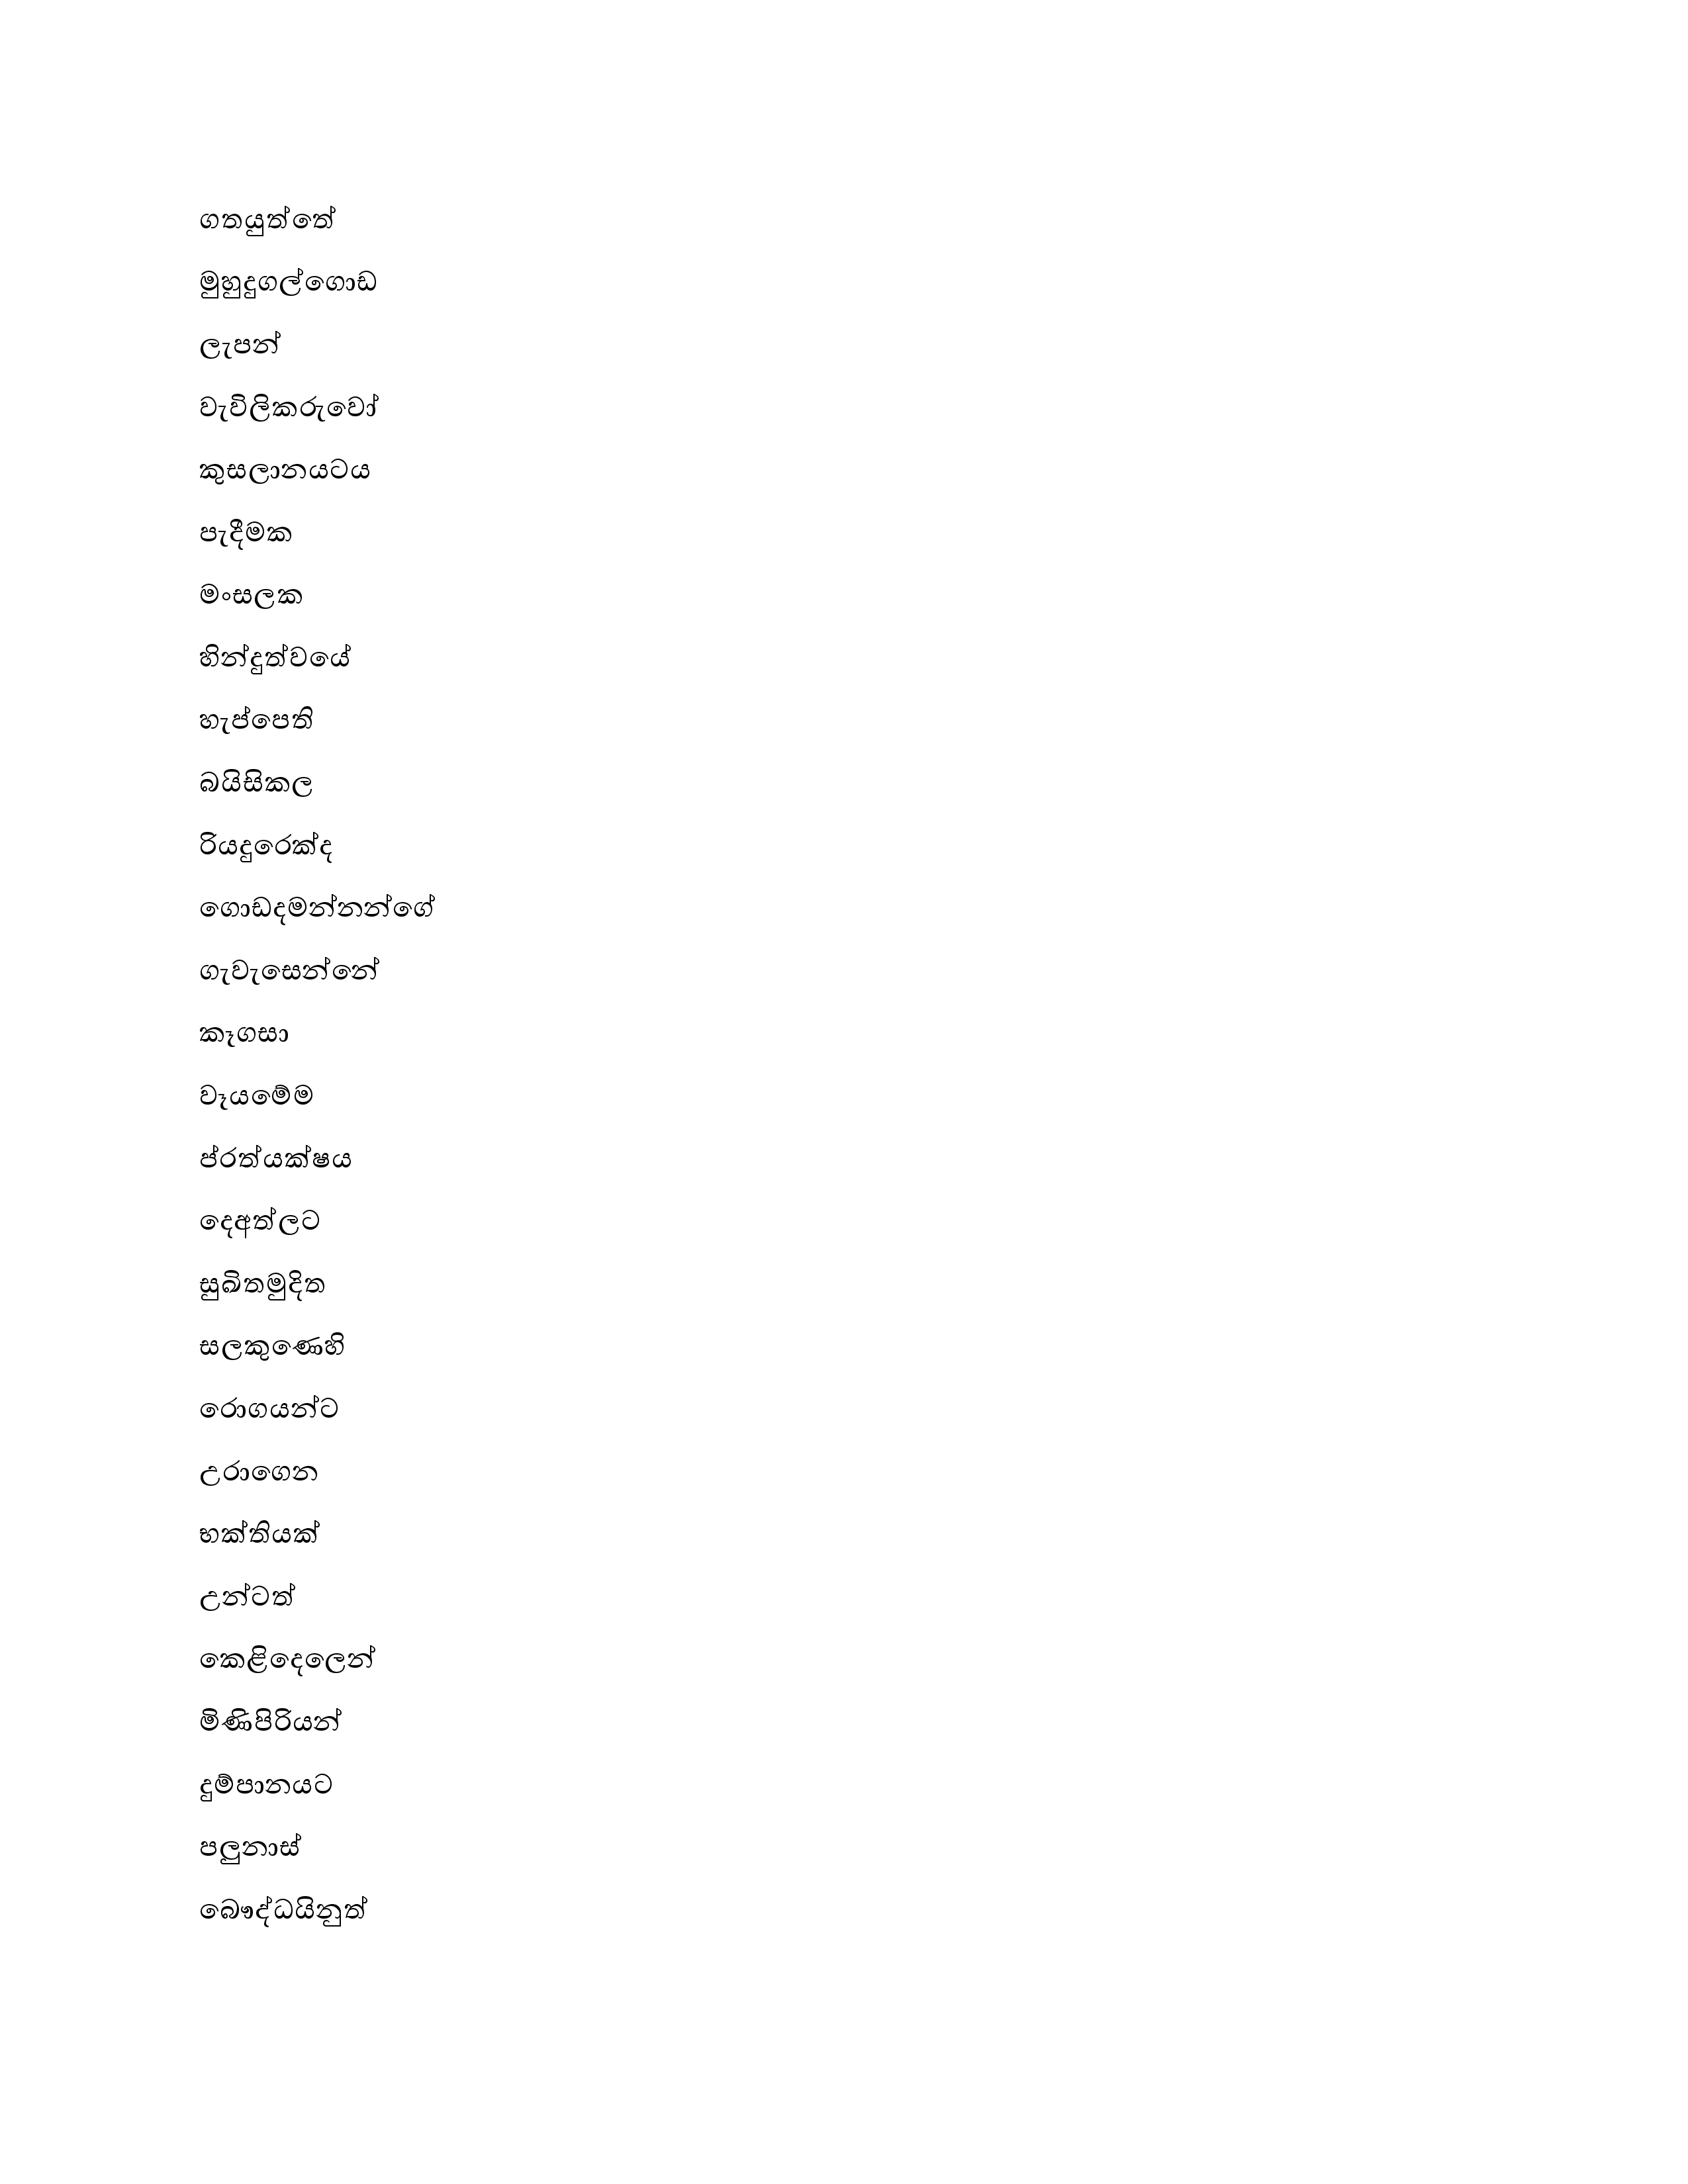 ගතයුත්තේ
මුහුදුගල්ගොඩ
ලැපන්
වැවිලිකරුවෝ
කුසලානයටය
පැදීමක
මංසලක
හින්දුත්වයේ
හැප්පෙති
බයිසිකල
රියදුරෙක්ද
ගොඩදමන්නන්ගේ
ගැවැසෙන්නේ
කෑගසා
වෑයමේම
ප්රත්යක්ෂය
දෙඅත්ලට
සුඛිතමුදිත
සලකුණෙහි
රොගයන්ට
උරාගෙන
භක්තියක්
උන්ටත්
කෙළිදෙලෙන්
මිණිපිරියන්
දුම්පානයට
පලුනාස්
බෞද්ධයිනුත්